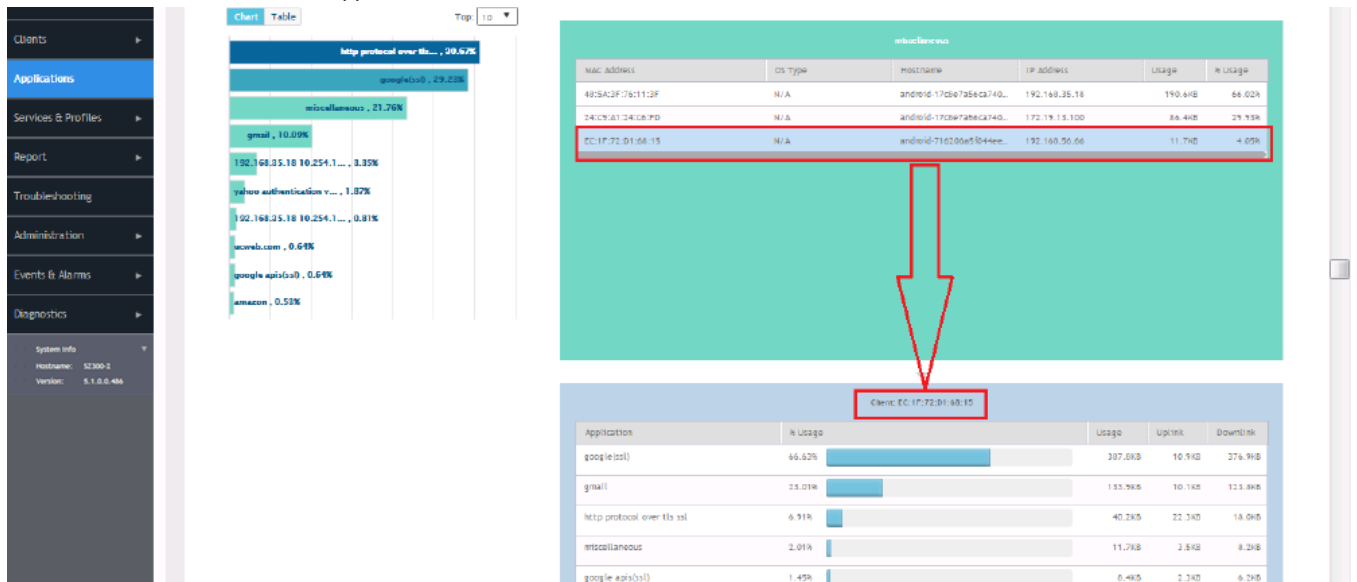 Chart Table Top: 10
Clients
Applications
Services & Profiles
Report
Troubleshooting
Administration
Events & Alarms
Diagnostics
System Info
Hostname: SZ300-2
Version: 5.1.0.0.486
http protocol over tls... , 30.67%
google(ssl) , 29.28%
miscellaneous , 21.76%
gmail , 10.09%
192.168.35.18 10.254.1... , 3.35%
yahoo authentication v... , 1.87%
192.168.35.18 10.254.1... , 0.81%
ucweb.com , 0.64%
google apis(ssl) , 0.64%
amazon , 0.53%
miscellaneous
MAC Address OS Type Hostname IP Address Usage % Usage
48:5A:3F:76:11:3F N/A 192.168.35.18 190.6KB 66.02%
N/A 172.19.13.100 86.4KB 29.93%
EC:1F:72:D1:68:15 N/A 192.168.56.66 11.7KB 4.05%
Client: EC:1F:72:D1:68:15
Application % Usage Usage Uplink Downlink
google(ssl) 66.63% 387.8KB 10.9KB 376.9KB
gmail 23.01% 133.9KB 10.1KB 123.8KB
http protocol over tls ssl 6.91% 40.2KB 22.3KB 18.0KB
miscellaneous 2.01% 11.7KB 3.5KB 8.2KB
google apis(ssl) 1.45% 8.4KB 2.3KB 6.2KB